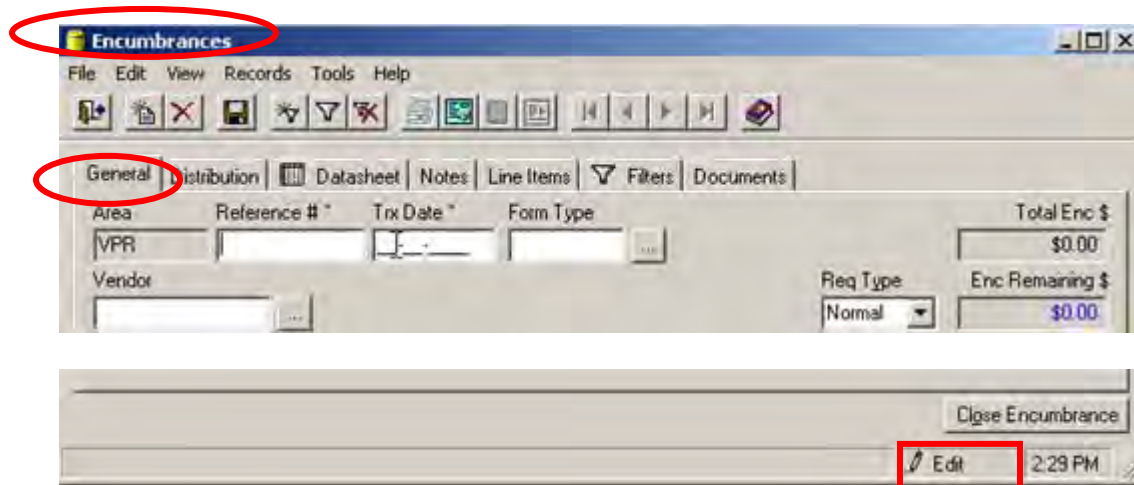 Encumbrances
File Edit View Records Tools Help
General Distribution Datasheet Notes Line Items Filters Documents
Area Reference # * Trx Date * Form Type Total Enc $
VPR $0.00
Vendor Req Type Enc Remaining $
Normal $0.00
Close Encumbrance
Edit 2:29 PM